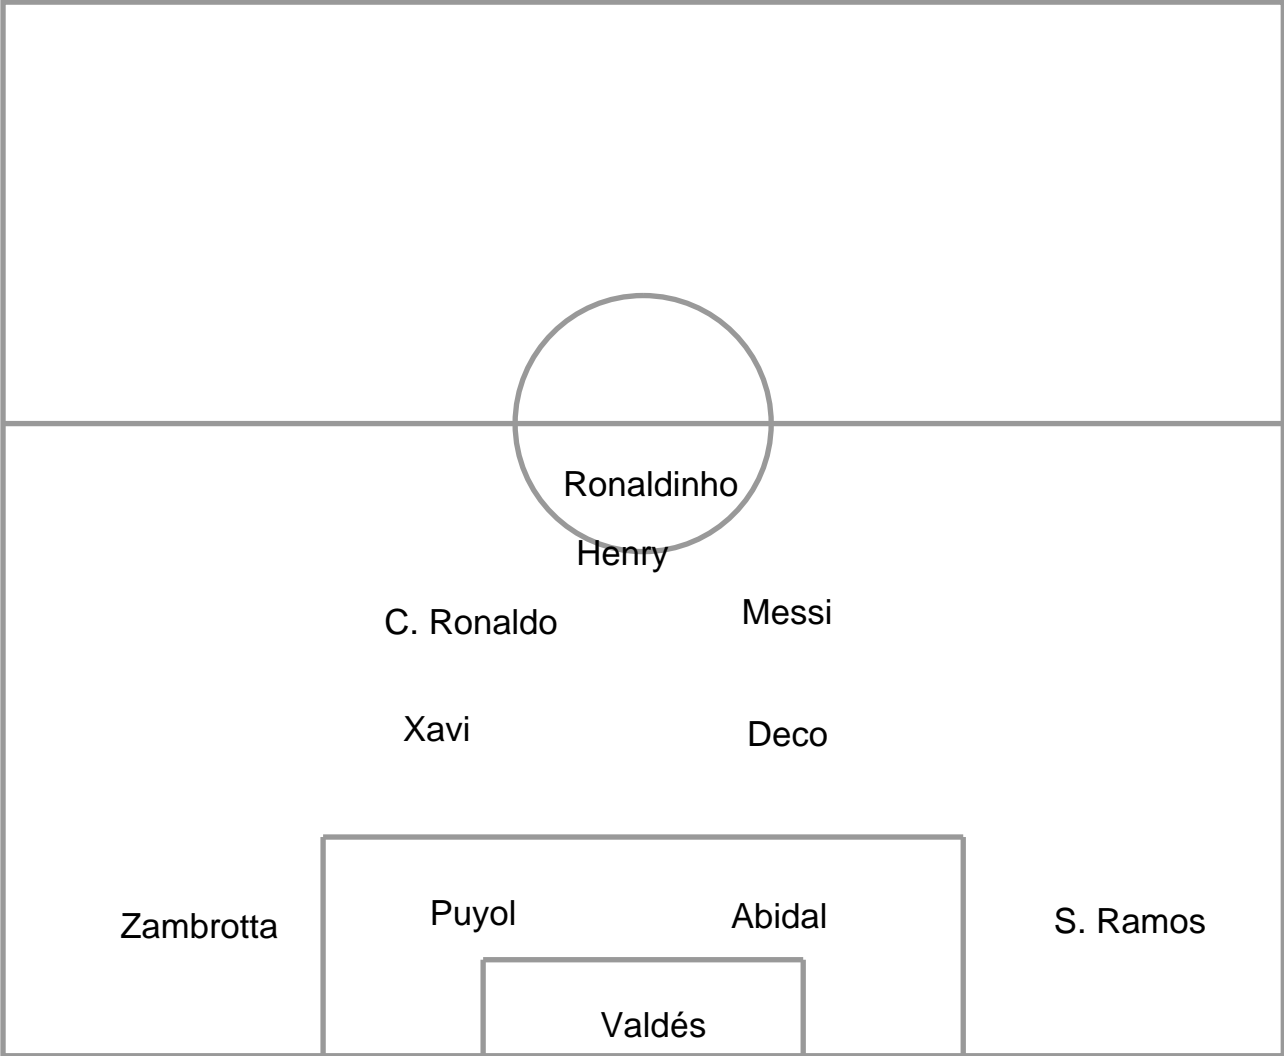 Ronaldinho
Henry
C. Ronaldo
Messi
Xavi
Deco
Zambrotta
Puyol
Abidal
S. Ramos
Valdés